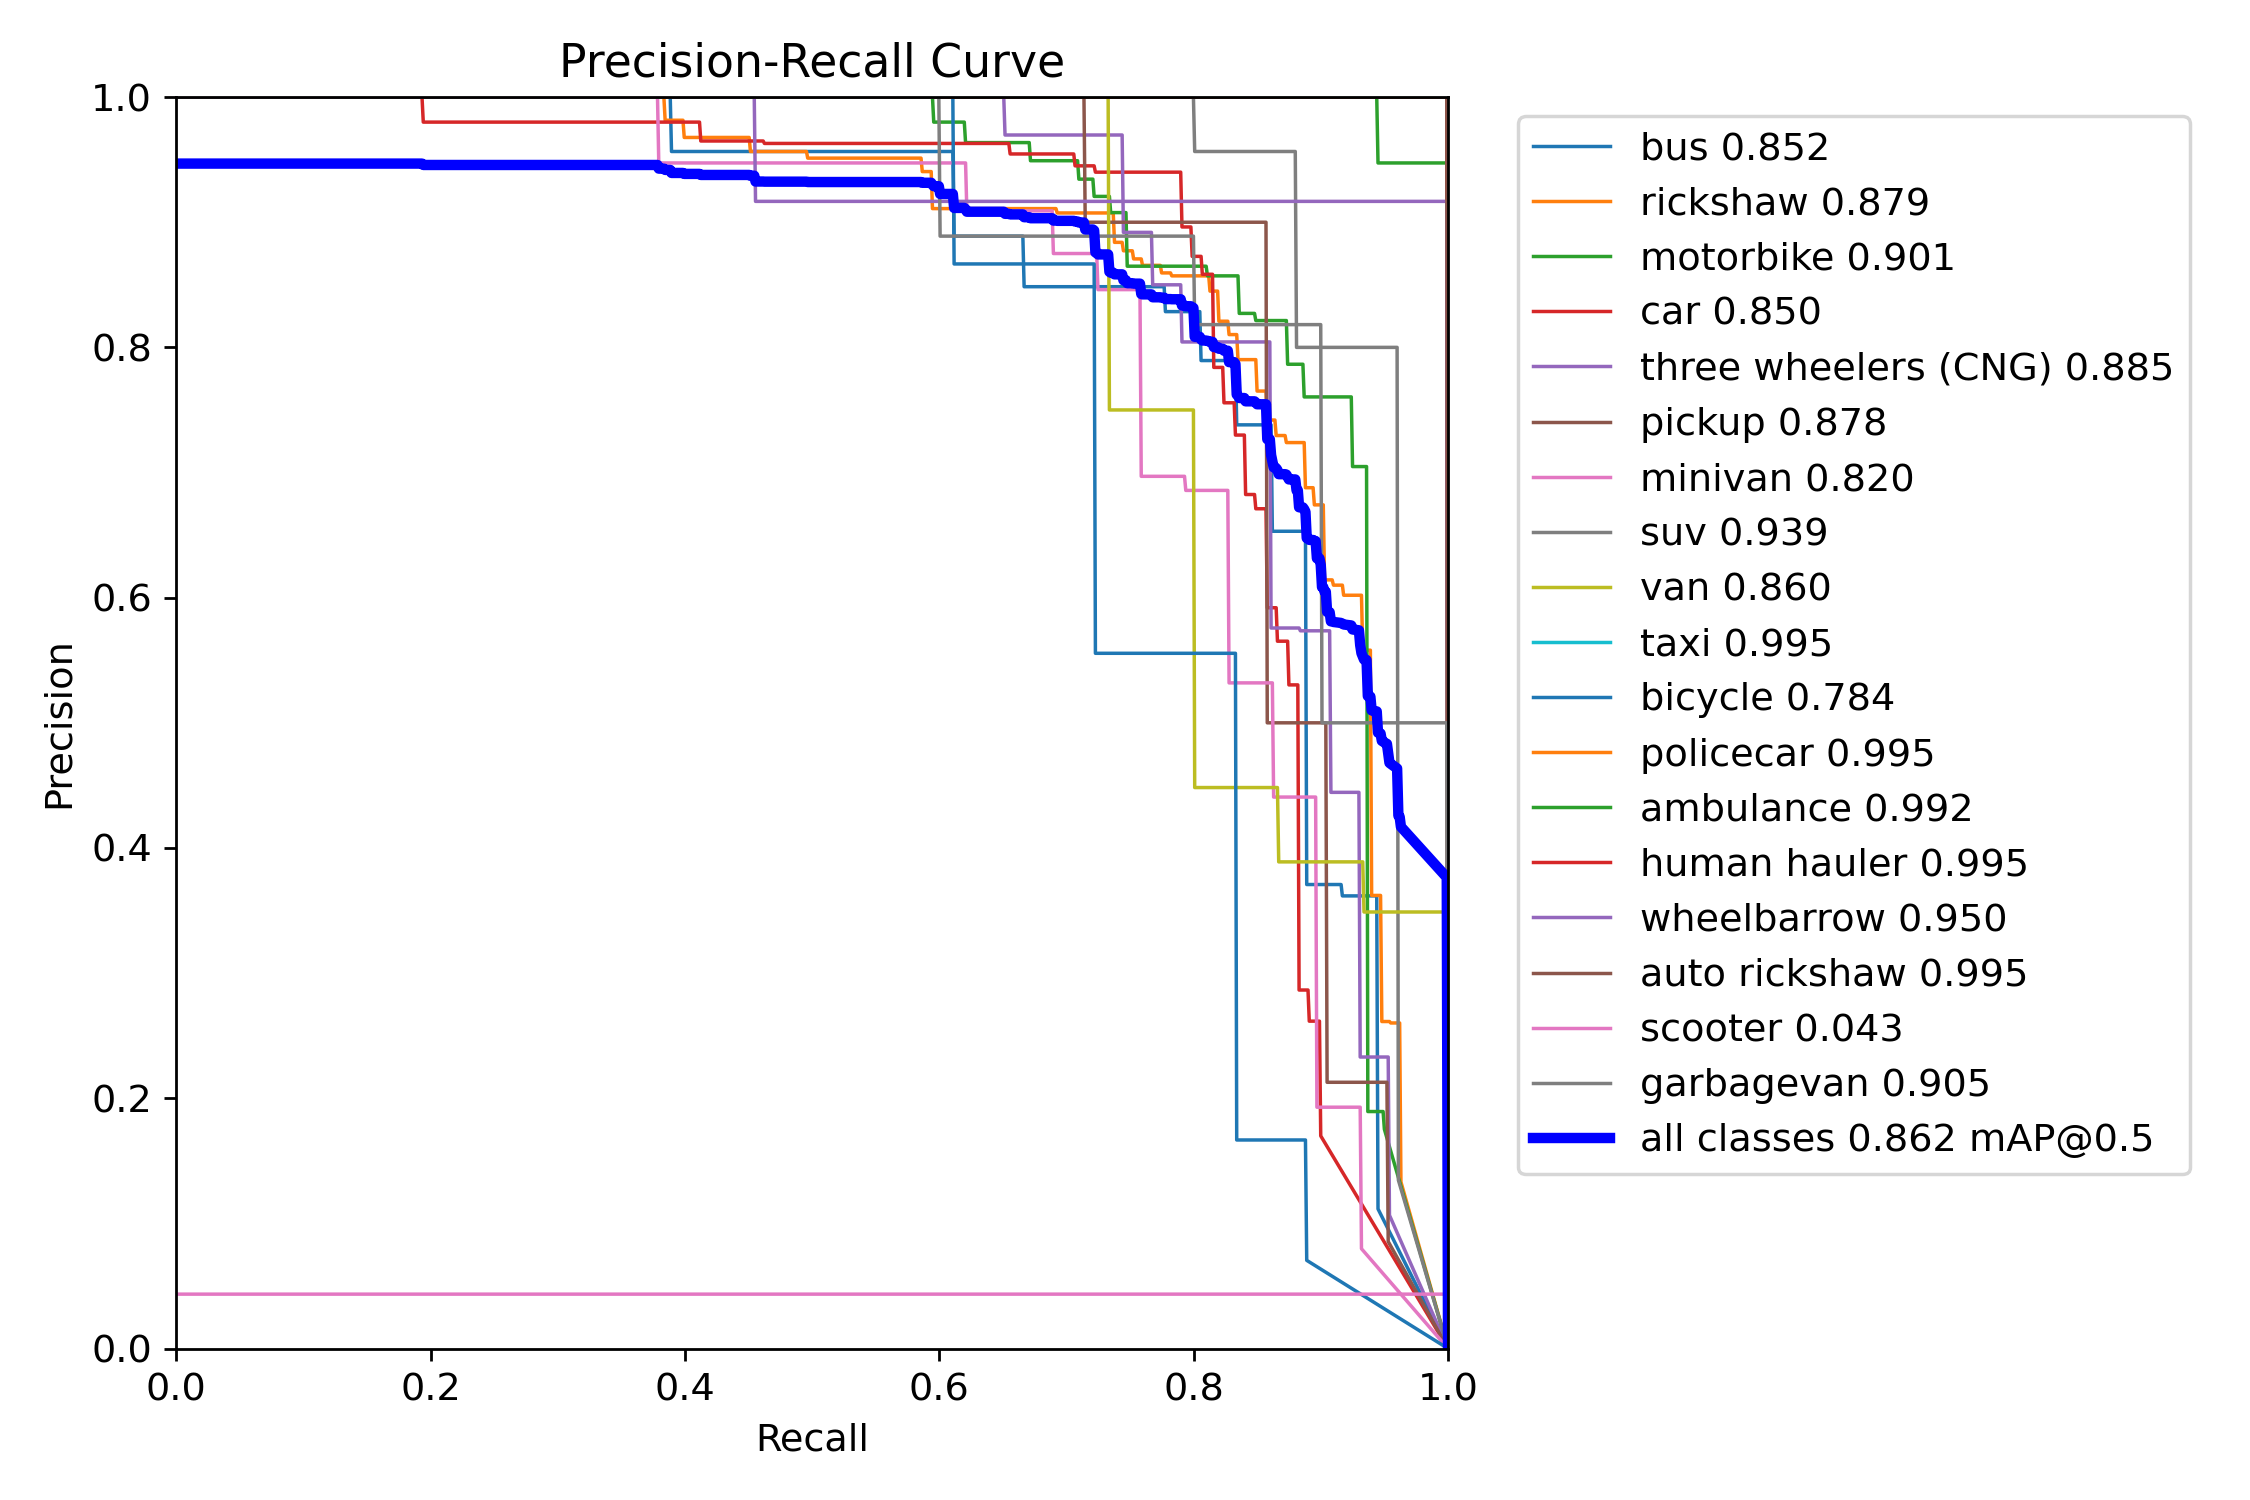 Precision-Recall Curve
1.0
0.8
0.6
0.4
0.2
0.0
Precision
0.0 0.2 0.4 0.6 0.8 1.0
Recall
bus 0.852
rickshaw 0.879
motorbike 0.901
car 0.850
three wheelers (CNG) 0.885
pickup 0.878
minivan 0.820
suv 0.939
van 0.860
taxi 0.995
bicycle 0.784
policecar 0.995
ambulance 0.992
human hauler 0.995
wheelbarrow 0.950
auto rickshaw 0.995
scooter 0.043
garbagevan 0.905
all classes 0.862 mAP@0.5